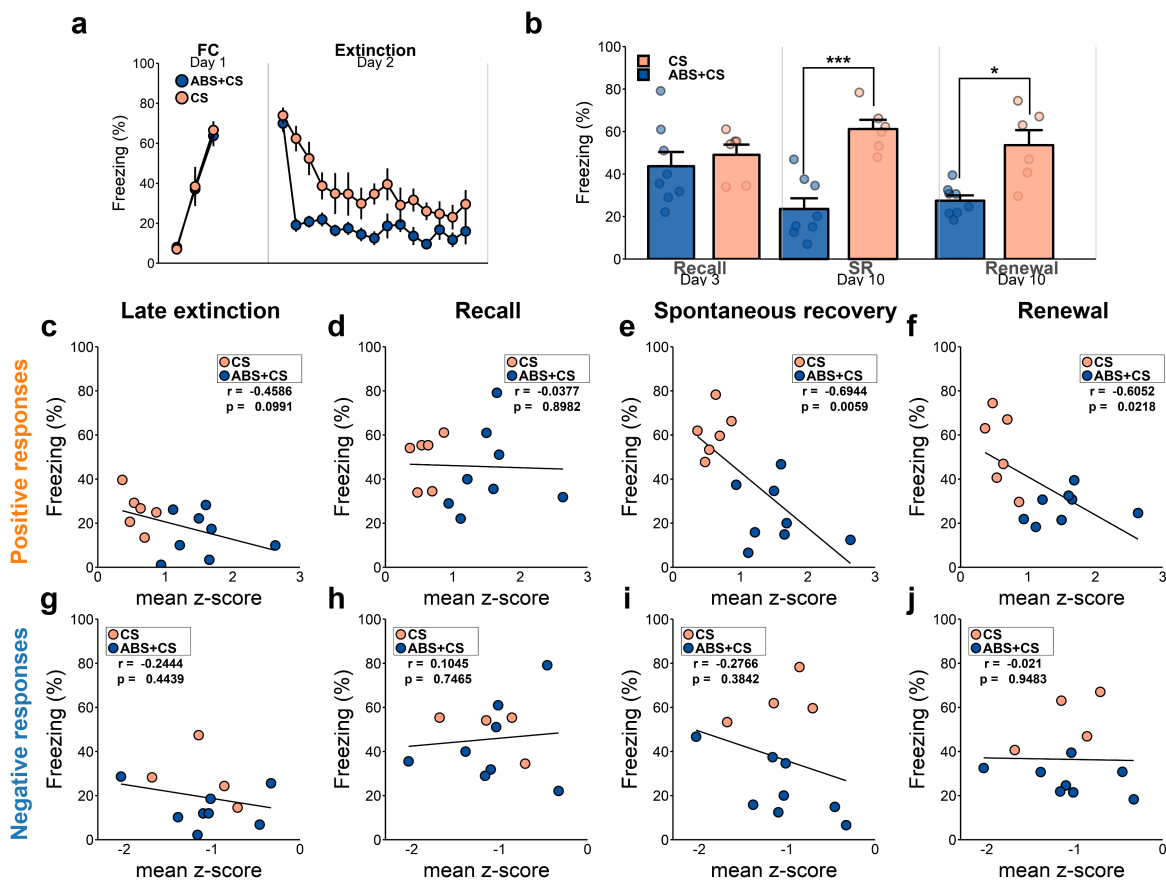 a
FC
Day 1
Extinction
Day 2
ABS+CS
CS
Freezing (%)
100
80
60
40
20
0
b
CS
ABS+CS
***
*
Freezing (%)
100
80
60
40
20
0
Recall
Day 3
SR
Day 10
Renewal
Day 10
Late extinction
Recall
Spontaneous recovery
Renewal
Positive responses
c
CS
ABS+CS
r = -0.4586
p = 0.0991
Freezing (%)
100
80
60
40
20
0
0 1 2 3
mean z-score
d
CS
ABS+CS
r = -0.0377
p = 0.8982
Freezing (%)
100
80
60
40
20
0
0 1 2 3
mean z-score
e
CS
ABS+CS
r = -0.6944
p = 0.0059
Freezing (%)
100
80
60
40
20
0
0 1 2 3
mean z-score
f
CS
ABS+CS
r = -0.6052
p = 0.0218
Freezing (%)
100
80
60
40
20
0
0 1 2 3
mean z-score
Negative responses
g
CS
ABS+CS
r = -0.2444
p = 0.4439
Freezing (%)
100
80
60
40
20
0
-2 -1 0
mean z-score
h
CS
ABS+CS
r = 0.1045
p = 0.7465
Freezing (%)
100
80
60
40
20
0
-2 -1 0
mean z-score
i
CS
ABS+CS
r = -0.2766
p = 0.3842
Freezing (%)
100
80
60
40
20
0
-2 -1 0
mean z-score
j
CS
ABS+CS
r = -0.021
p = 0.9483
Freezing (%)
100
80
60
40
20
0
-2 -1 0
mean z-score